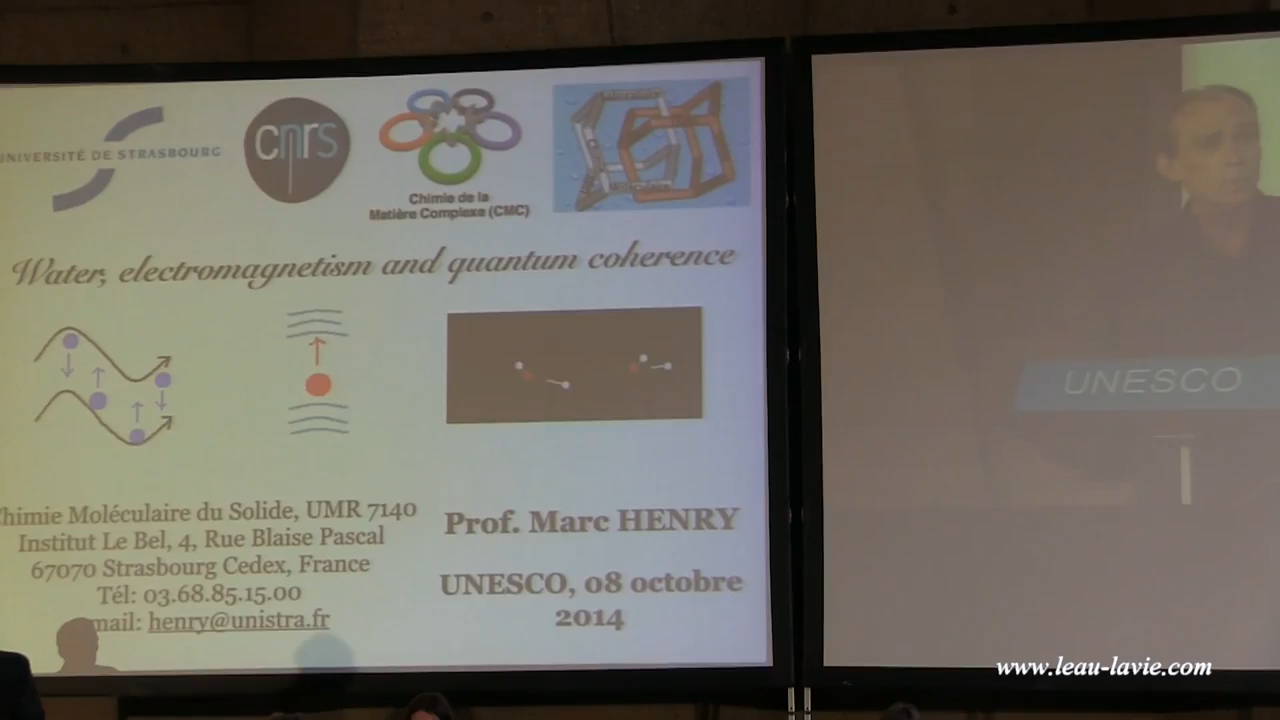 UNIVERSITÉ DE STRASBOURG
cnrs
Chimie de la
Matière Complexe (CMC)
Water, electromagnetism and quantum coherence
himie Moléculaire du Solide, UMR 7140
Institut Le Bel, 4, Rue Blaise Pascal
67070 Strasbourg Cedex, France
Tél: 03.68.85.15.00
mail: henry@unistra.fr
Prof. Marc HENRY
UNESCO, 08 octobre
2014
UNESCO
www.leau-lavie.com